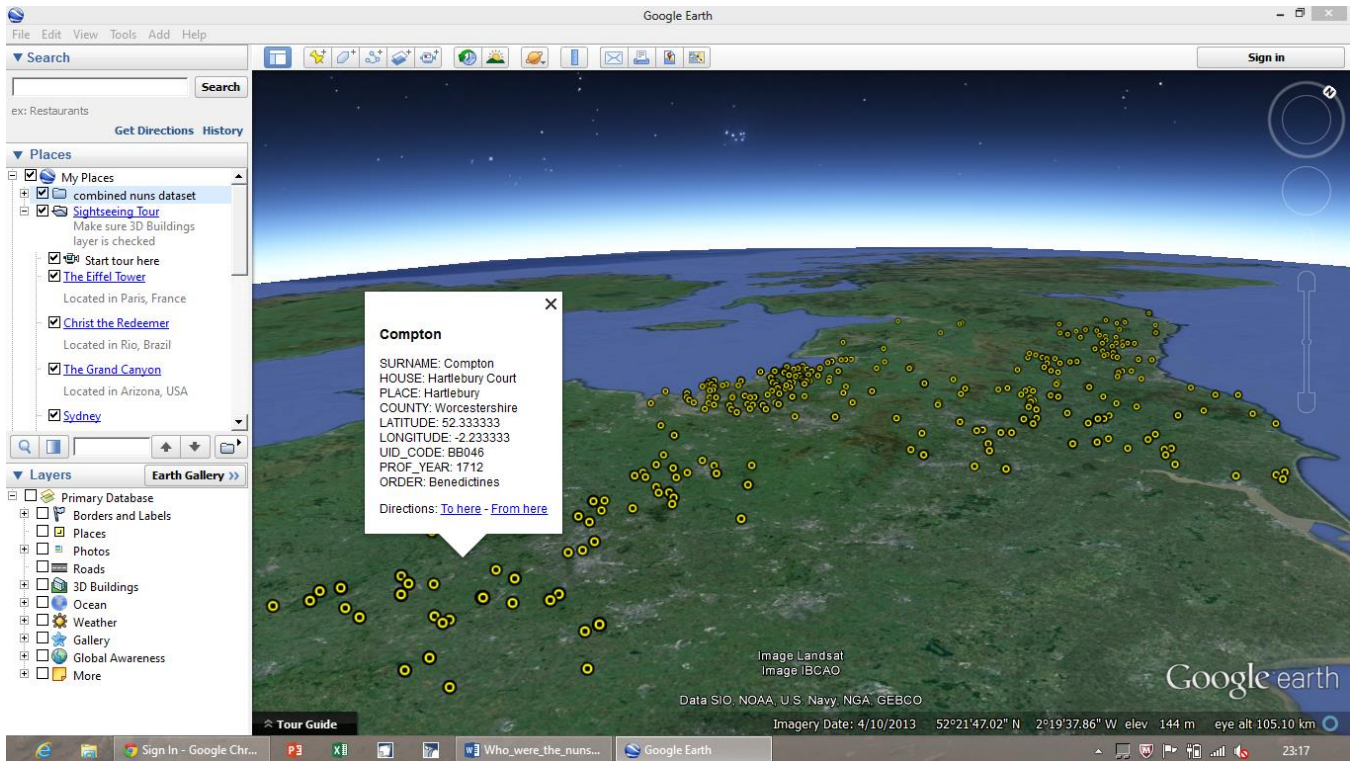 Google Earth
File Edit View Tools Add Help
Search
Sign in
Search
ex: Restaurants
Get Directions History
Places
My Places
combined nuns dataset
Sightseeing Tour
Make sure 3D Buildings
layer is checked
Start tour here
The Eiffel Tower
Located in Paris, France
Christ the Redeemer
Located in Rio, Brazil
The Grand Canyon
Located in Arizona, USA
Sydney
Layers
Earth Gallery >>
Primary Database
Borders and Labels
Places
Photos
Roads
3D Buildings
Ocean
Weather
Gallery
Global Awareness
More
N
Compton
SURNAME: Compton
HOUSE: Hartlebury Court
PLACE: Hartlebury
COUNTY: Worcestershire
LATITUDE: 52.333333
LONGITUDE: -2.233333
UID_CODE: BB046
PROF_YEAR: 1712
ORDER: Benedictines
Directions: To here - From here
Image Landsat
Image IBCAO
Data SIO, NOAA, U.S. Navy, NGA, GEBCO
Google earth
Tour Guide
Imagery Date: 4/10/2013 52°21'47.02" N 2°19'37.86" W elev 144 m eye alt 105.10 km
Sign In - Google Chr...
Who_were_the_nuns...
Google Earth
23:17